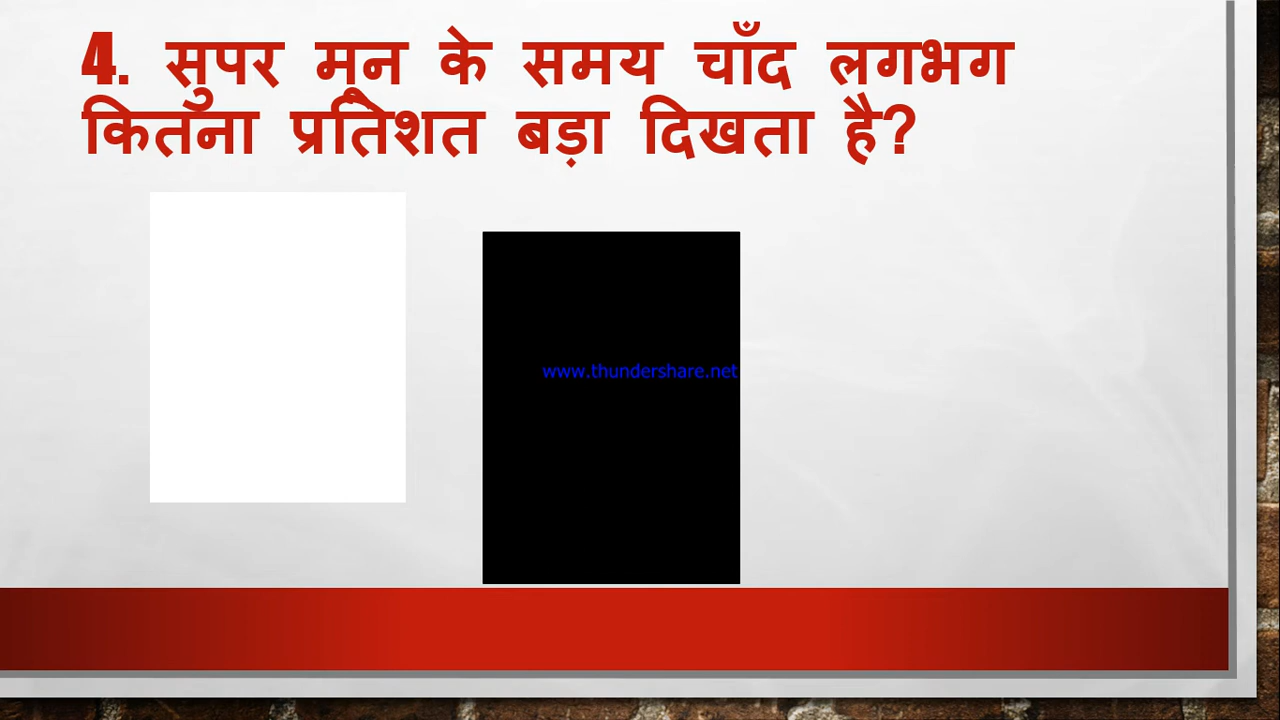 4. सुपर मून के समय चाँद लगभग
कितना प्रतिशत बड़ा दिखता है?
www.thundershare.net